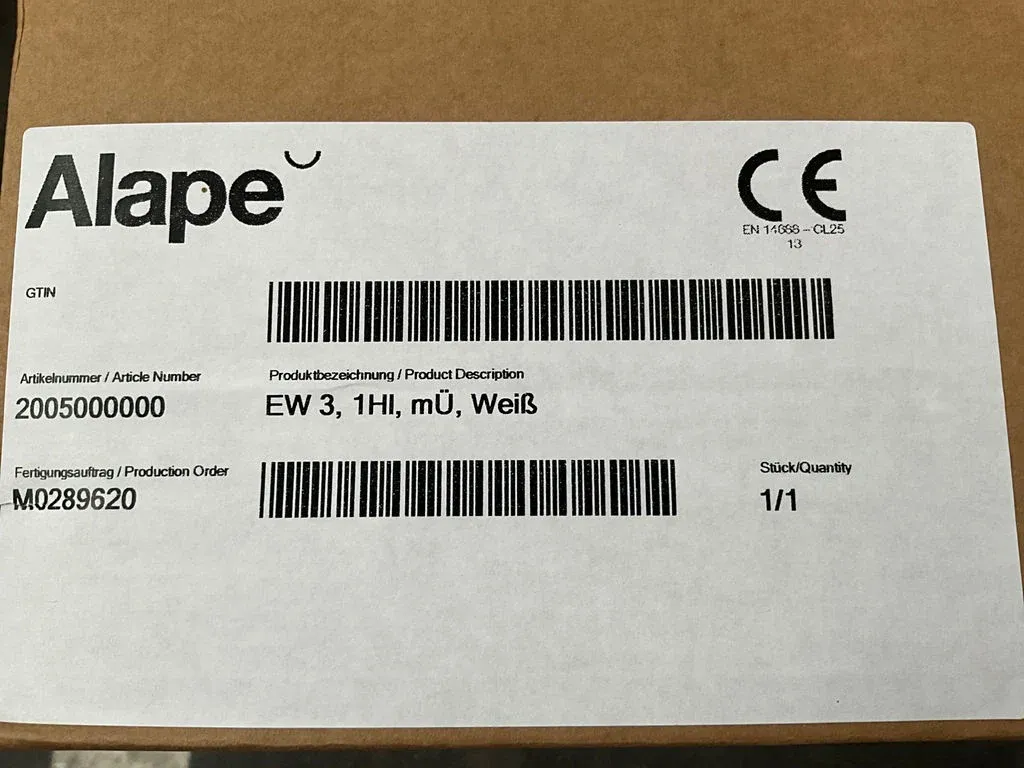 Alape
CE
EN 14688 – CL25
13
GTIN
Artikelnummer / Article Number
2005000000
Produktbezeichnung / Product Description
EW 3, 1Hl, mÜ, Weiß
Fertigungsauftrag / Production Order
M0289620
Stück/Quantity
1/1